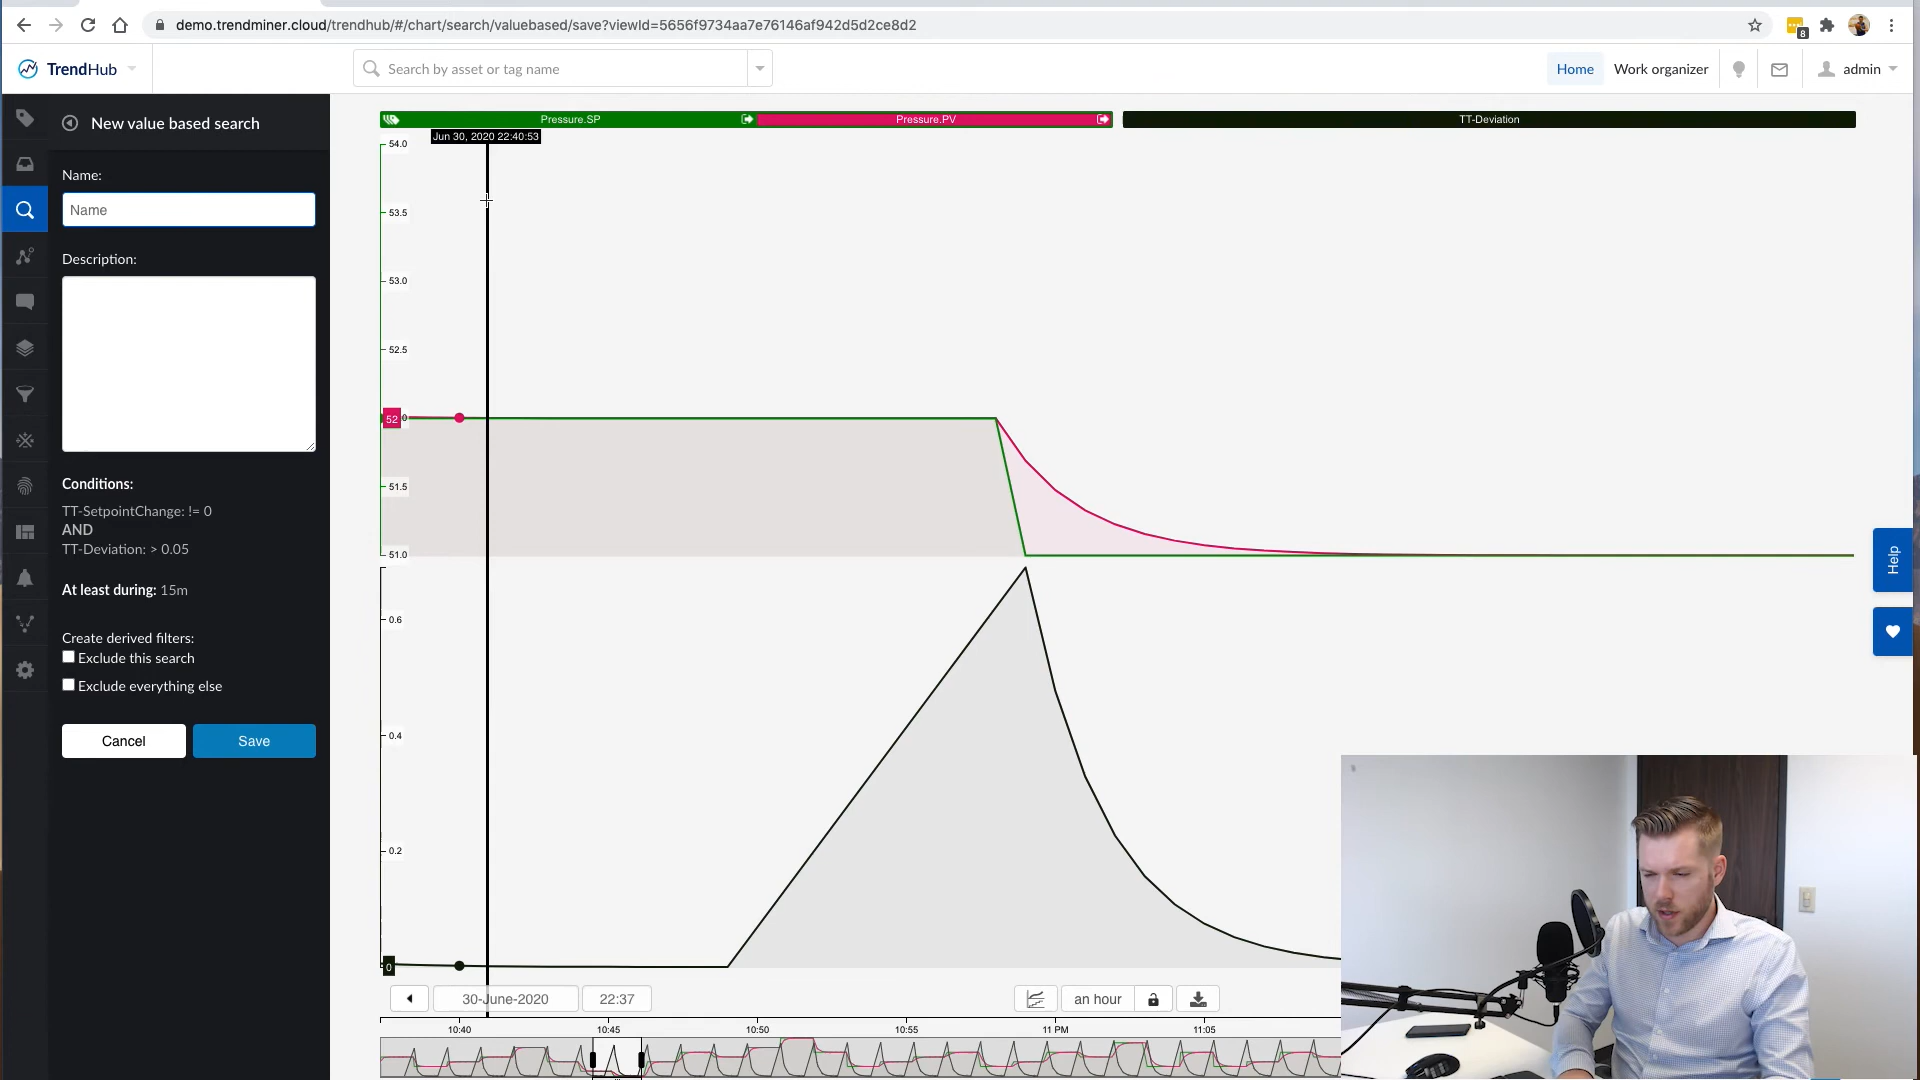 demo.trendminer.cloud/trendhub/#/chart/search/valuebased/save?viewId=5656f9734aa7e76146af942d5d2ce8d2
8
TrendHub
Search by asset or tag name
Home
Work organizer
admin
New value based search
Name:
Name
Description:
Conditions:
TT-SetpointChange: != 0
AND
TT-Deviation: > 0.05
At least during: 15m
Create derived filters:
Exclude this search
Exclude everything else
Cancel
Save
Pressure.SP
Pressure.PV
TT-Deviation
Jun 30, 2020 22:40:53
54.0
53.5
53.0
52.5
52
0
51.5
51.0
0.6
0.4
0.2
0
30-June-2020
22:37
an hour
10:40
10:45
10:50
10:55
11 PM
11:05
Help